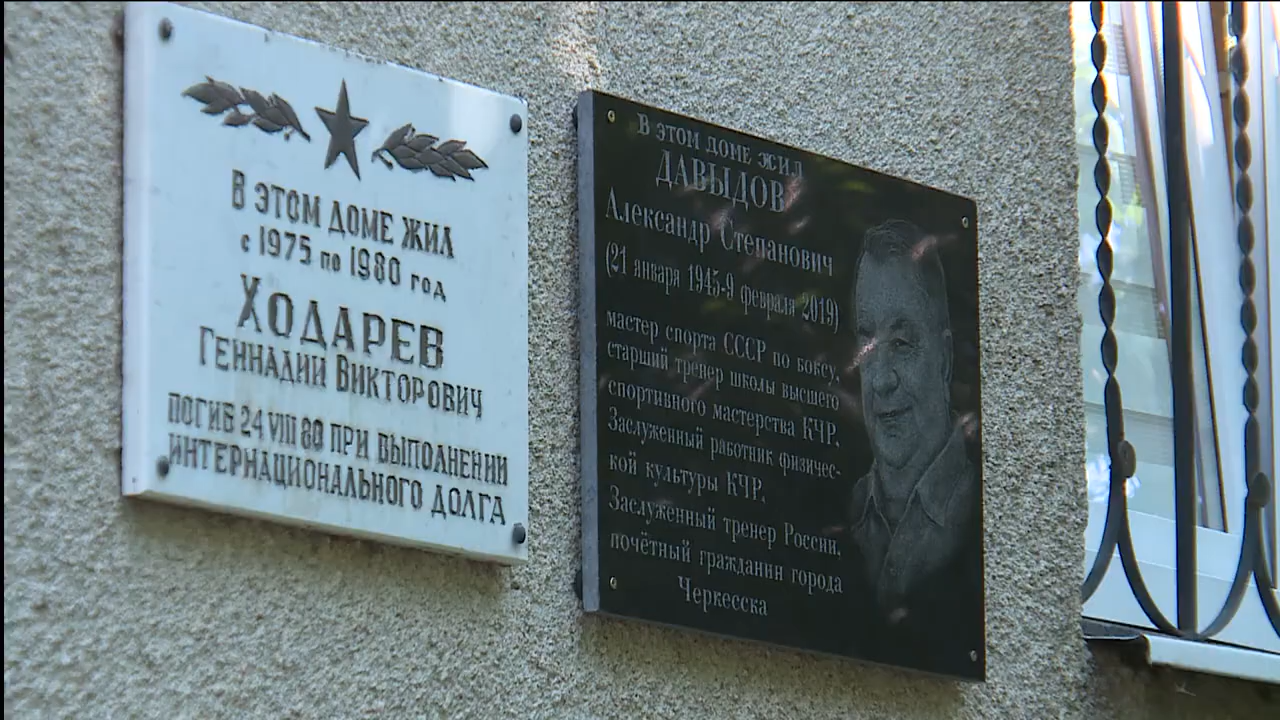 В ЭТОМ ДОМЕ ЖИЛ
с 1975 по 1980 год
ХОДАРЕВ
ГЕННАДИЙ ВИКТОРОВИЧ
ПОГИБ 24 VIII 80 ПРИ ВЫПОЛНЕНИИ
ИНТЕРНАЦИОНАЛЬНОГО ДОЛГА
В этом доме жил
ДАВЫДОВ
Александр Степанович
(21 января 1945-9 февраля 2019)
мастер спорта СССР по боксу,
старший тренер школы высшего
спортивного мастерства КЧР.
Заслуженный работник физичес-
кой культуры КЧР.
Заслуженный тренер России,
почётный гражданин города
Черкесска